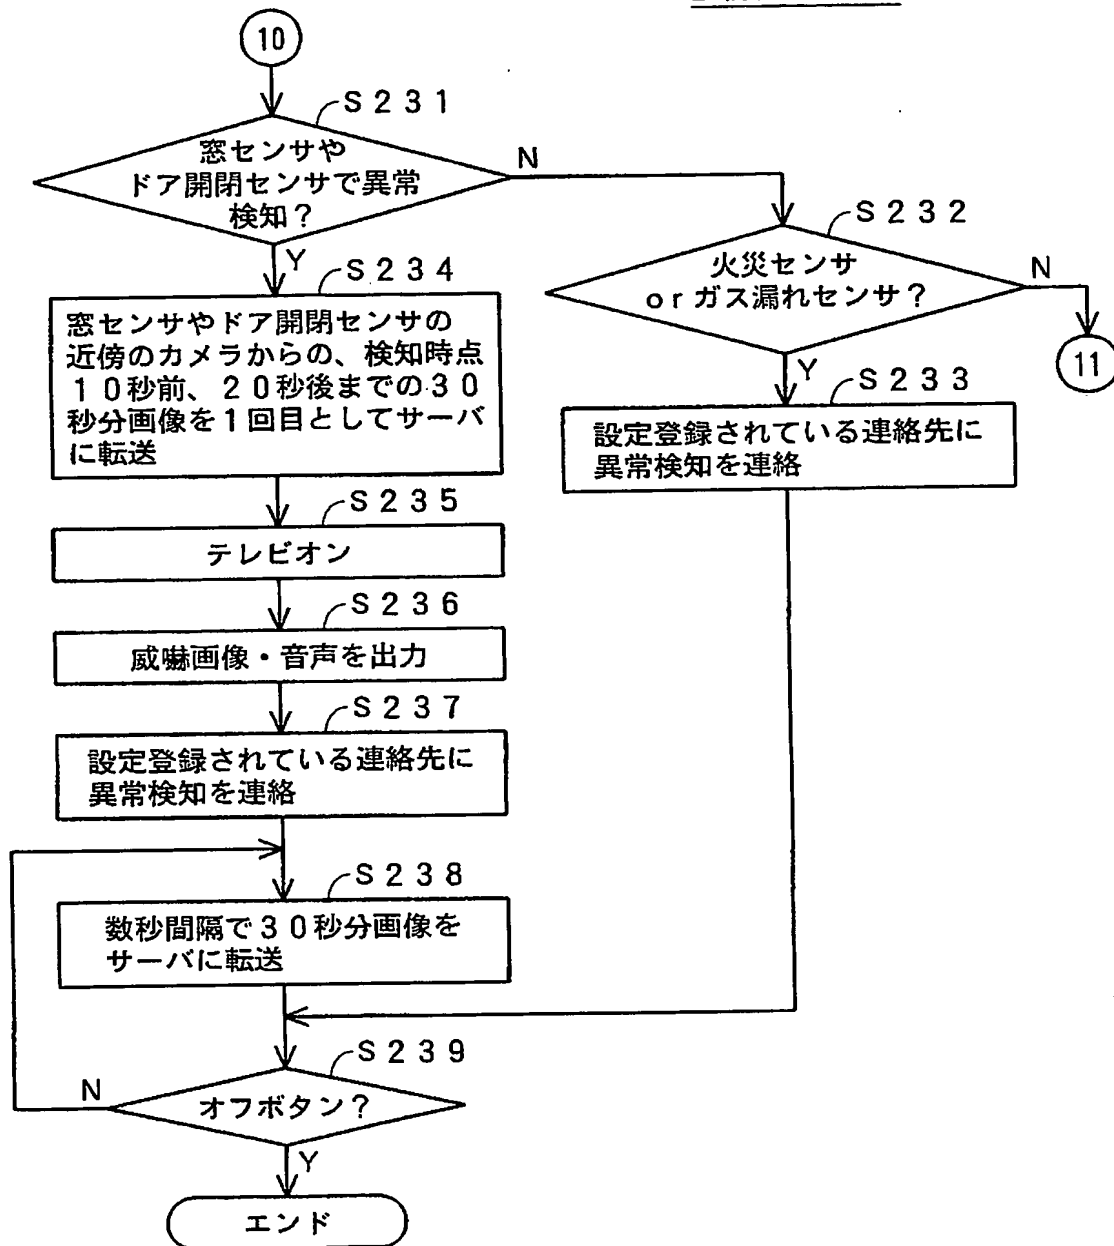 10
S231
窓センサや
ドア開閉センサで異常
検知？
N
Y
S232
火災センサ
orガス漏れセンサ？
N
Y
11
S233
設定登録されている連絡先に
異常検知を連絡
S234
窓センサやドア開閉センサの
近傍のカメラからの、検知時点
１０秒前、２０秒後までの３０
秒分画像を１回目としてサーバ
に転送
S235
テレビオン
S236
威嚇画像・音声を出力
S237
設定登録されている連絡先に
異常検知を連絡
S238
数秒間隔で３０秒分画像を
サーバに転送
S239
オフボタン？
N
Y
エンド